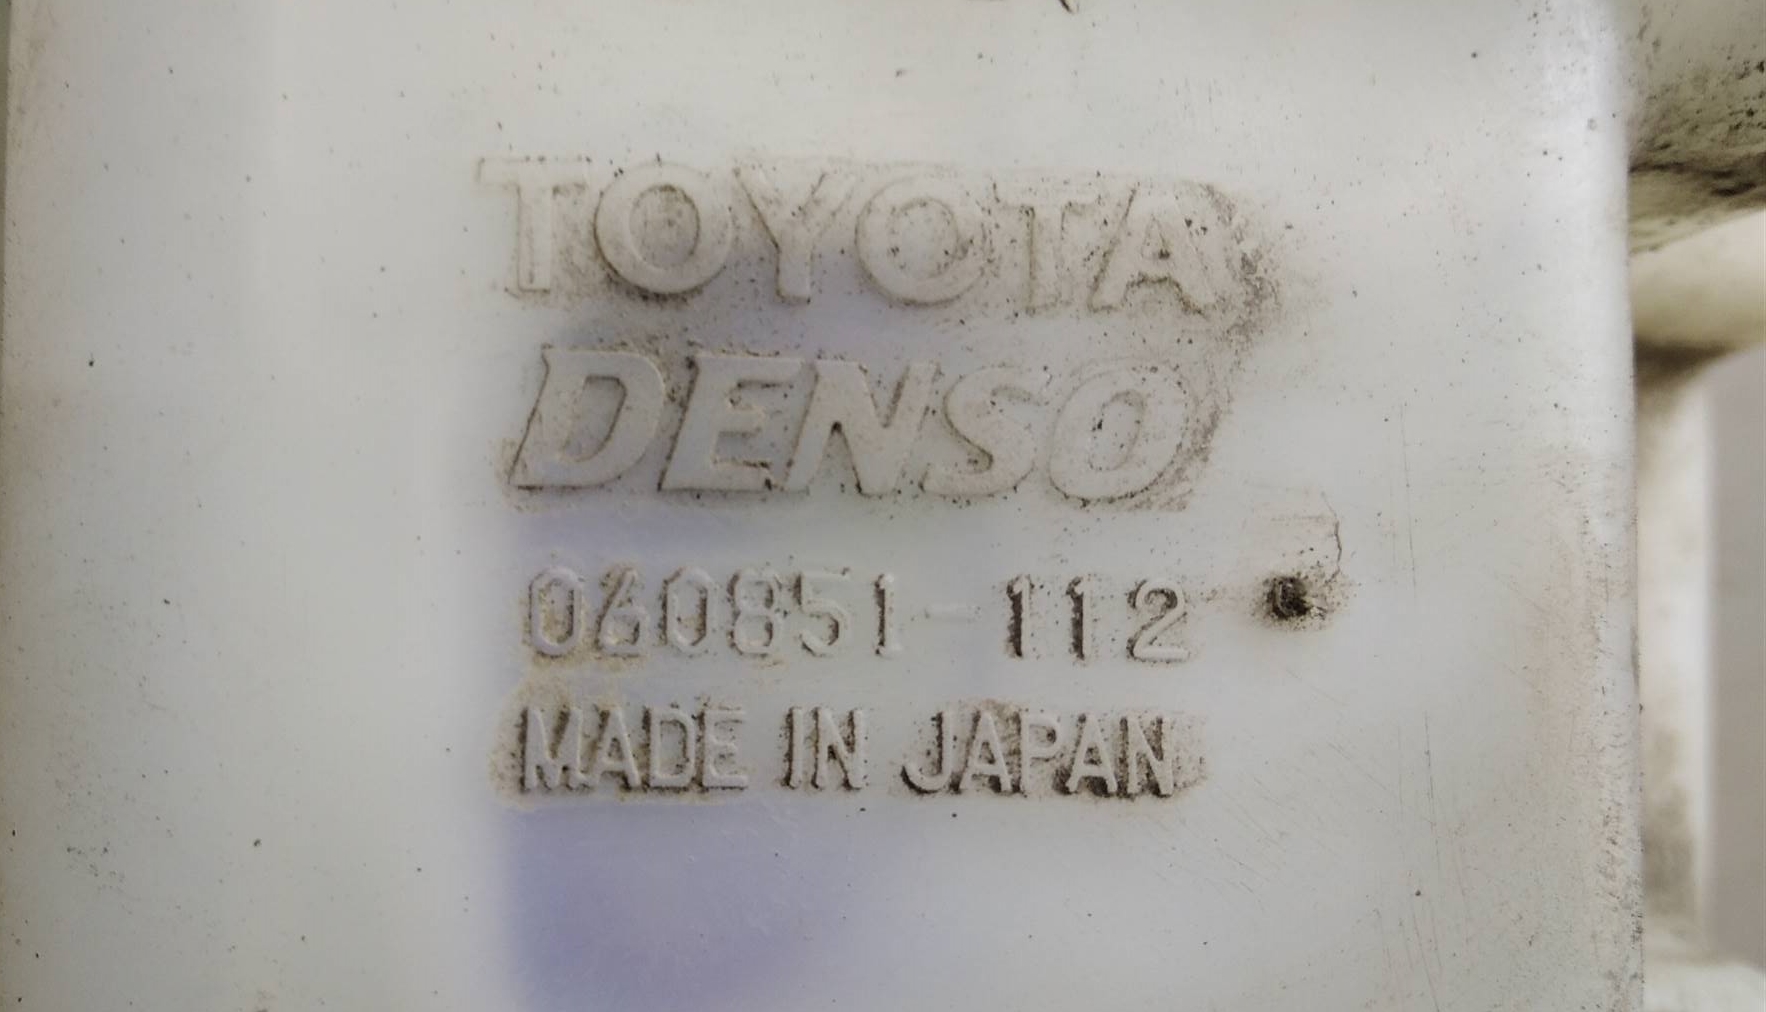 TOYOTA
DENSO
060851-112
MADE IN JAPAN